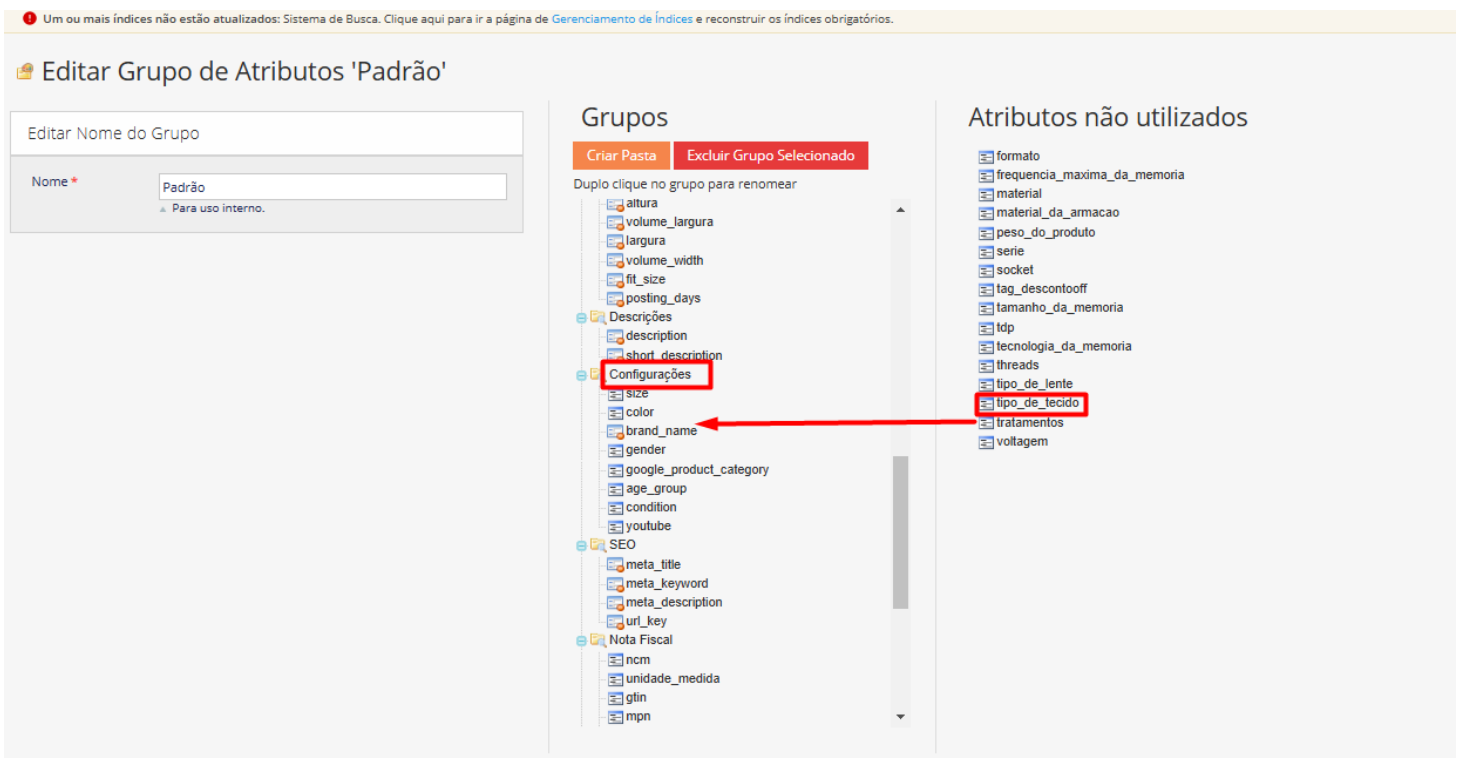 Um ou mais índices não estão atualizados: Sistema de Busca. Clique aqui para ir a página de Gerenciamento de Índices e reconstruir os índices obrigatórios.
Editar Grupo de Atributos 'Padrão'
Editar Nome do Grupo
Nome *
Padrão
Para uso interno.
Grupos
Criar Pasta
Excluir Grupo Selecionado
Duplo clique no grupo para renomear
altura
volume_largura
largura
volume_width
fit_size
posting_days
Descrições
description
short_description
Configurações
size
color
brand_name
gender
google_product_category
age_group
condition
youtube
SEO
meta_title
meta_keyword
meta_description
url_key
Nota Fiscal
ncm
unidade_medida
gtin
mpn
Atributos não utilizados
formato
frequencia_maxima_da_memoria
material
material_da_armacao
peso_do_produto
serie
socket
tag_descontooff
tamanho_da_memoria
tdp
tecnologia_da_memoria
threads
tipo_de_lente
tipo_de_tecido
tratamentos
voltagem